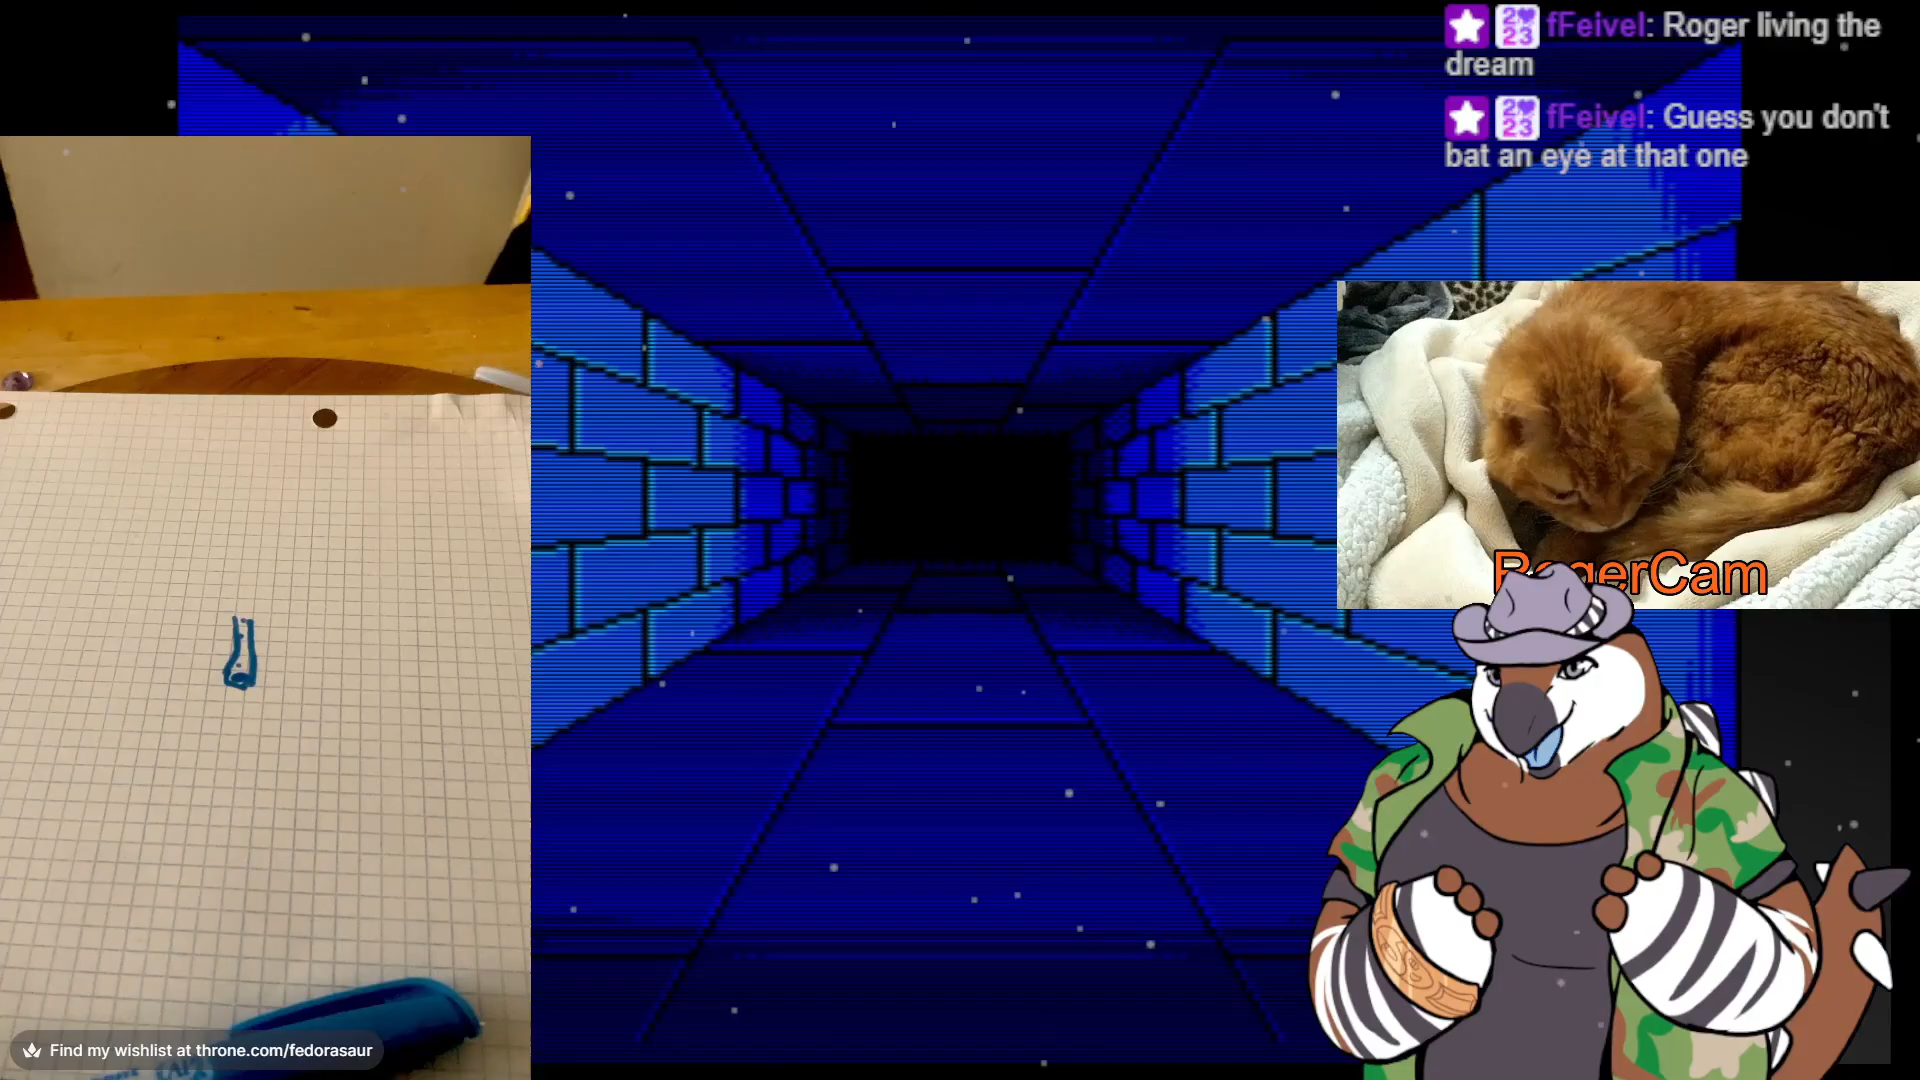 fFeivel: Roger living the
dream
fFeivel: Guess you don't
bat an eye at that one
RogerCam
Find my wishlist at throne.com/fedorasaur